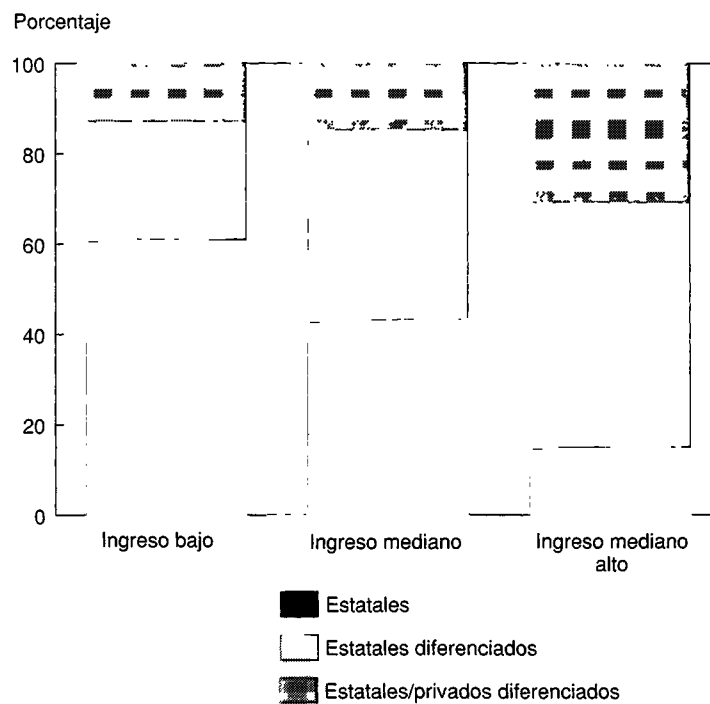 Porcentaje
100
80
60
40
20
0
Ingreso bajo
Ingreso mediano
Ingreso mediano
alto
Estatales
Estatales diferenciados
Estatales/privados diferenciados